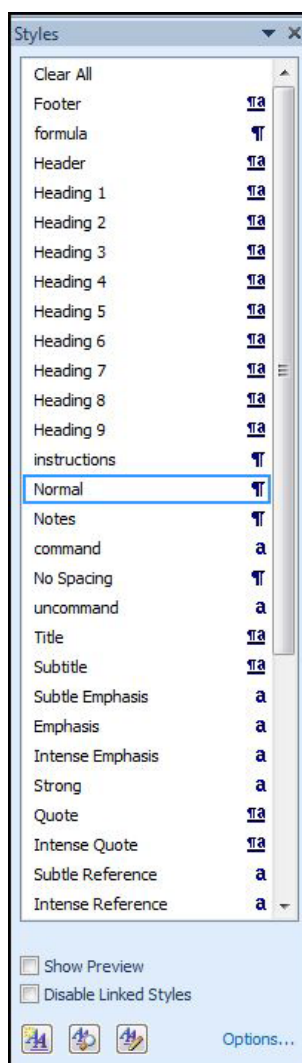 Styles
Clear All
Footer ¶a
formula ¶
Header ¶a
Heading 1 ¶a
Heading 2 ¶a
Heading 3 ¶a
Heading 4 ¶a
Heading 5 ¶a
Heading 6 ¶a
Heading 7 ¶a
Heading 8 ¶a
Heading 9 ¶a
instructions ¶
Normal ¶
Notes ¶
command a
No Spacing ¶
uncommand a
Title ¶a
Subtitle ¶a
Subtle Emphasis a
Emphasis a
Intense Emphasis a
Strong a
Quote ¶a
Intense Quote ¶a
Subtle Reference a
Intense Reference a
Show Preview
Disable Linked Styles
Options...